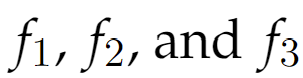 f₁, f₂, and f₃